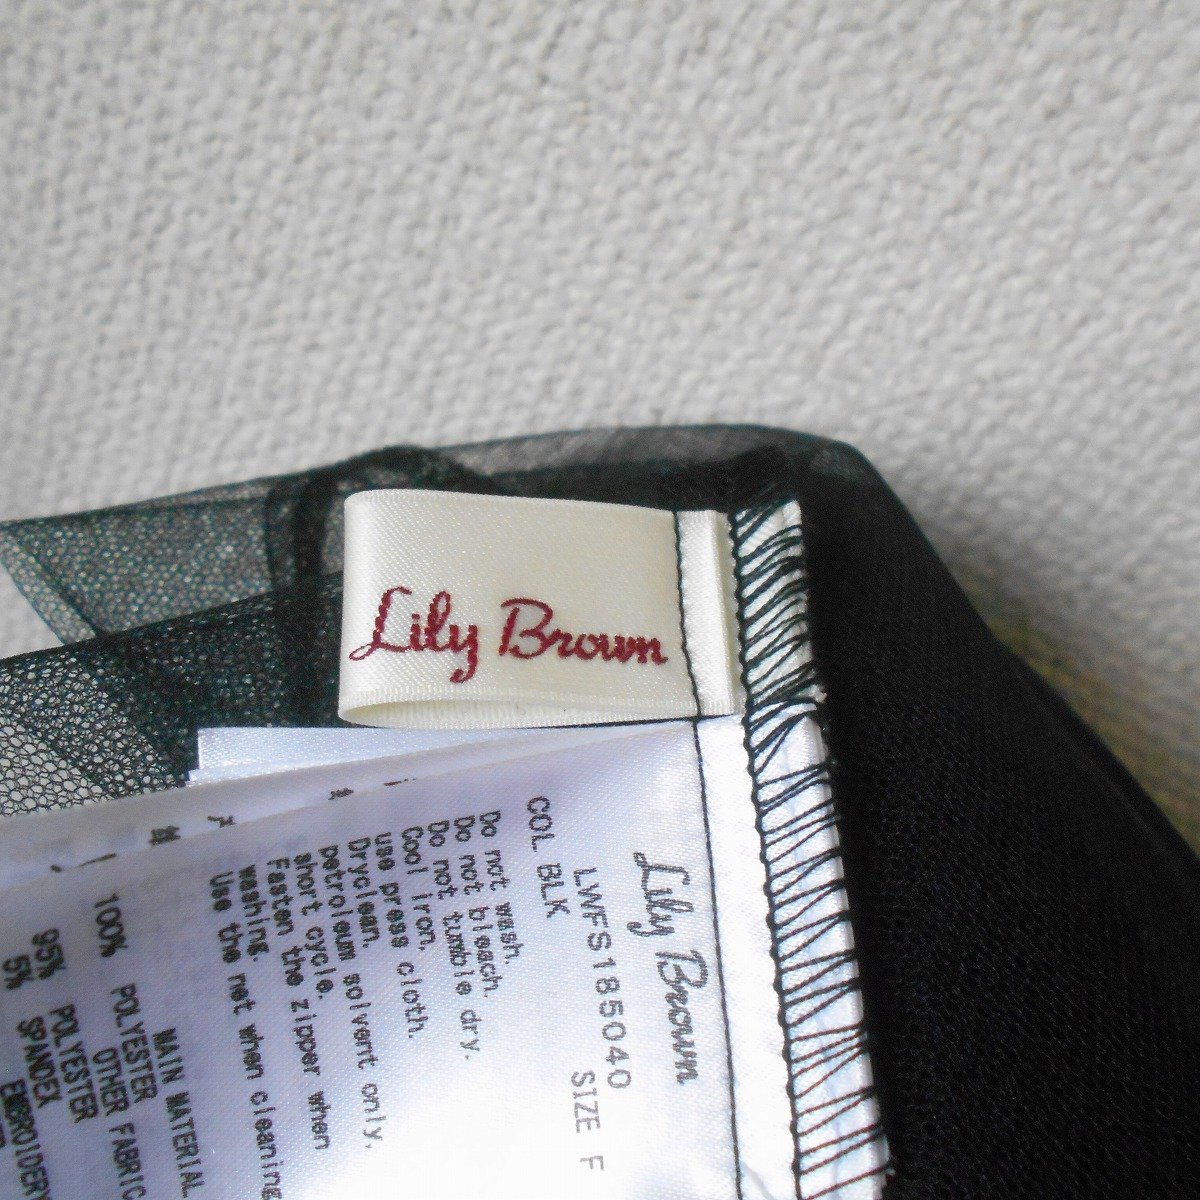 Lily Brown
Lily Brown
LWFS185040 SIZE F
COL BLK
Do not wash.
Do not bleach.
Do not tumble dry.
Cool iron.
use press cloth.
Dryclean.
petroleum solvent only.
short cycle.
Fasten the zipper when
washing.
Use the net when cleaning
MAIN MATERIAL
100% POLYESTER
OTHER FABRIC
95% POLYESTER
5% SPANDEX
EMBROIDERY